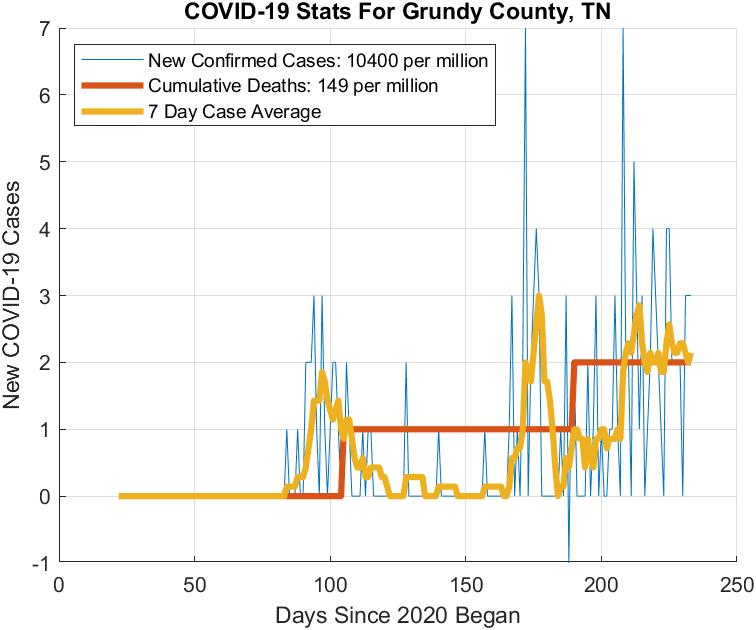 COVID-19 Stats For Grundy County, TN
New Confirmed Cases: 10400 per million
Cumulative Deaths: 149 per million
7 Day Case Average
New COVID-19 Cases
7
6
5
4
3
2
1
0
-1
0 50 100 150 200 250
Days Since 2020 Began